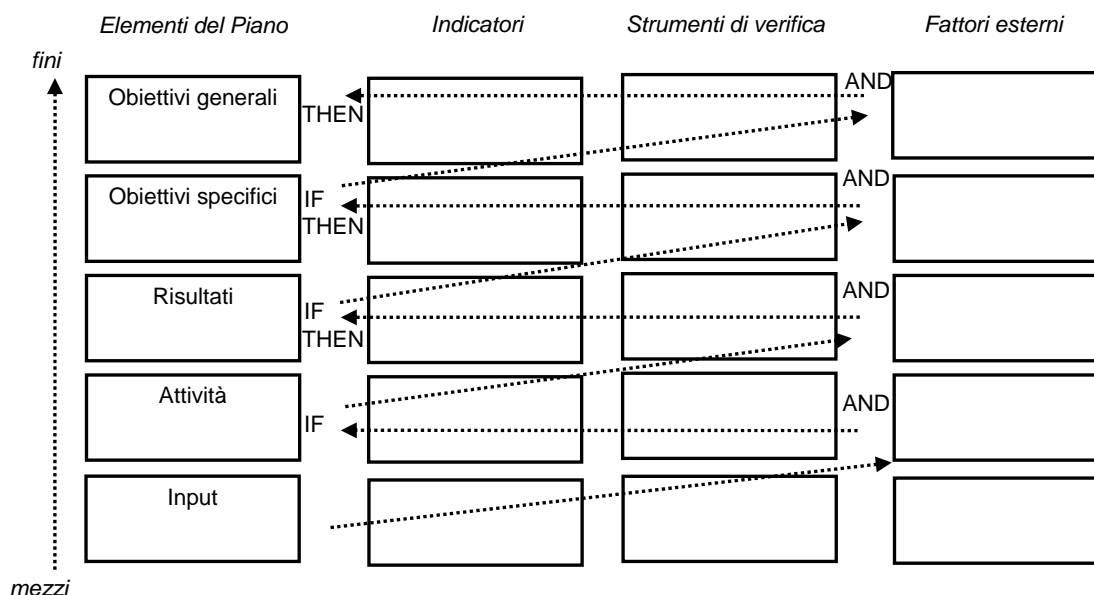 Elementi del Piano Indicatori Strumenti di verifica Fattori esterni
fini
Obiettivi generali AND
THEN
AND
Obiettivi specifici IF
THEN
Risultati AND
IF
THEN
Attività AND
IF
Input
mezzi